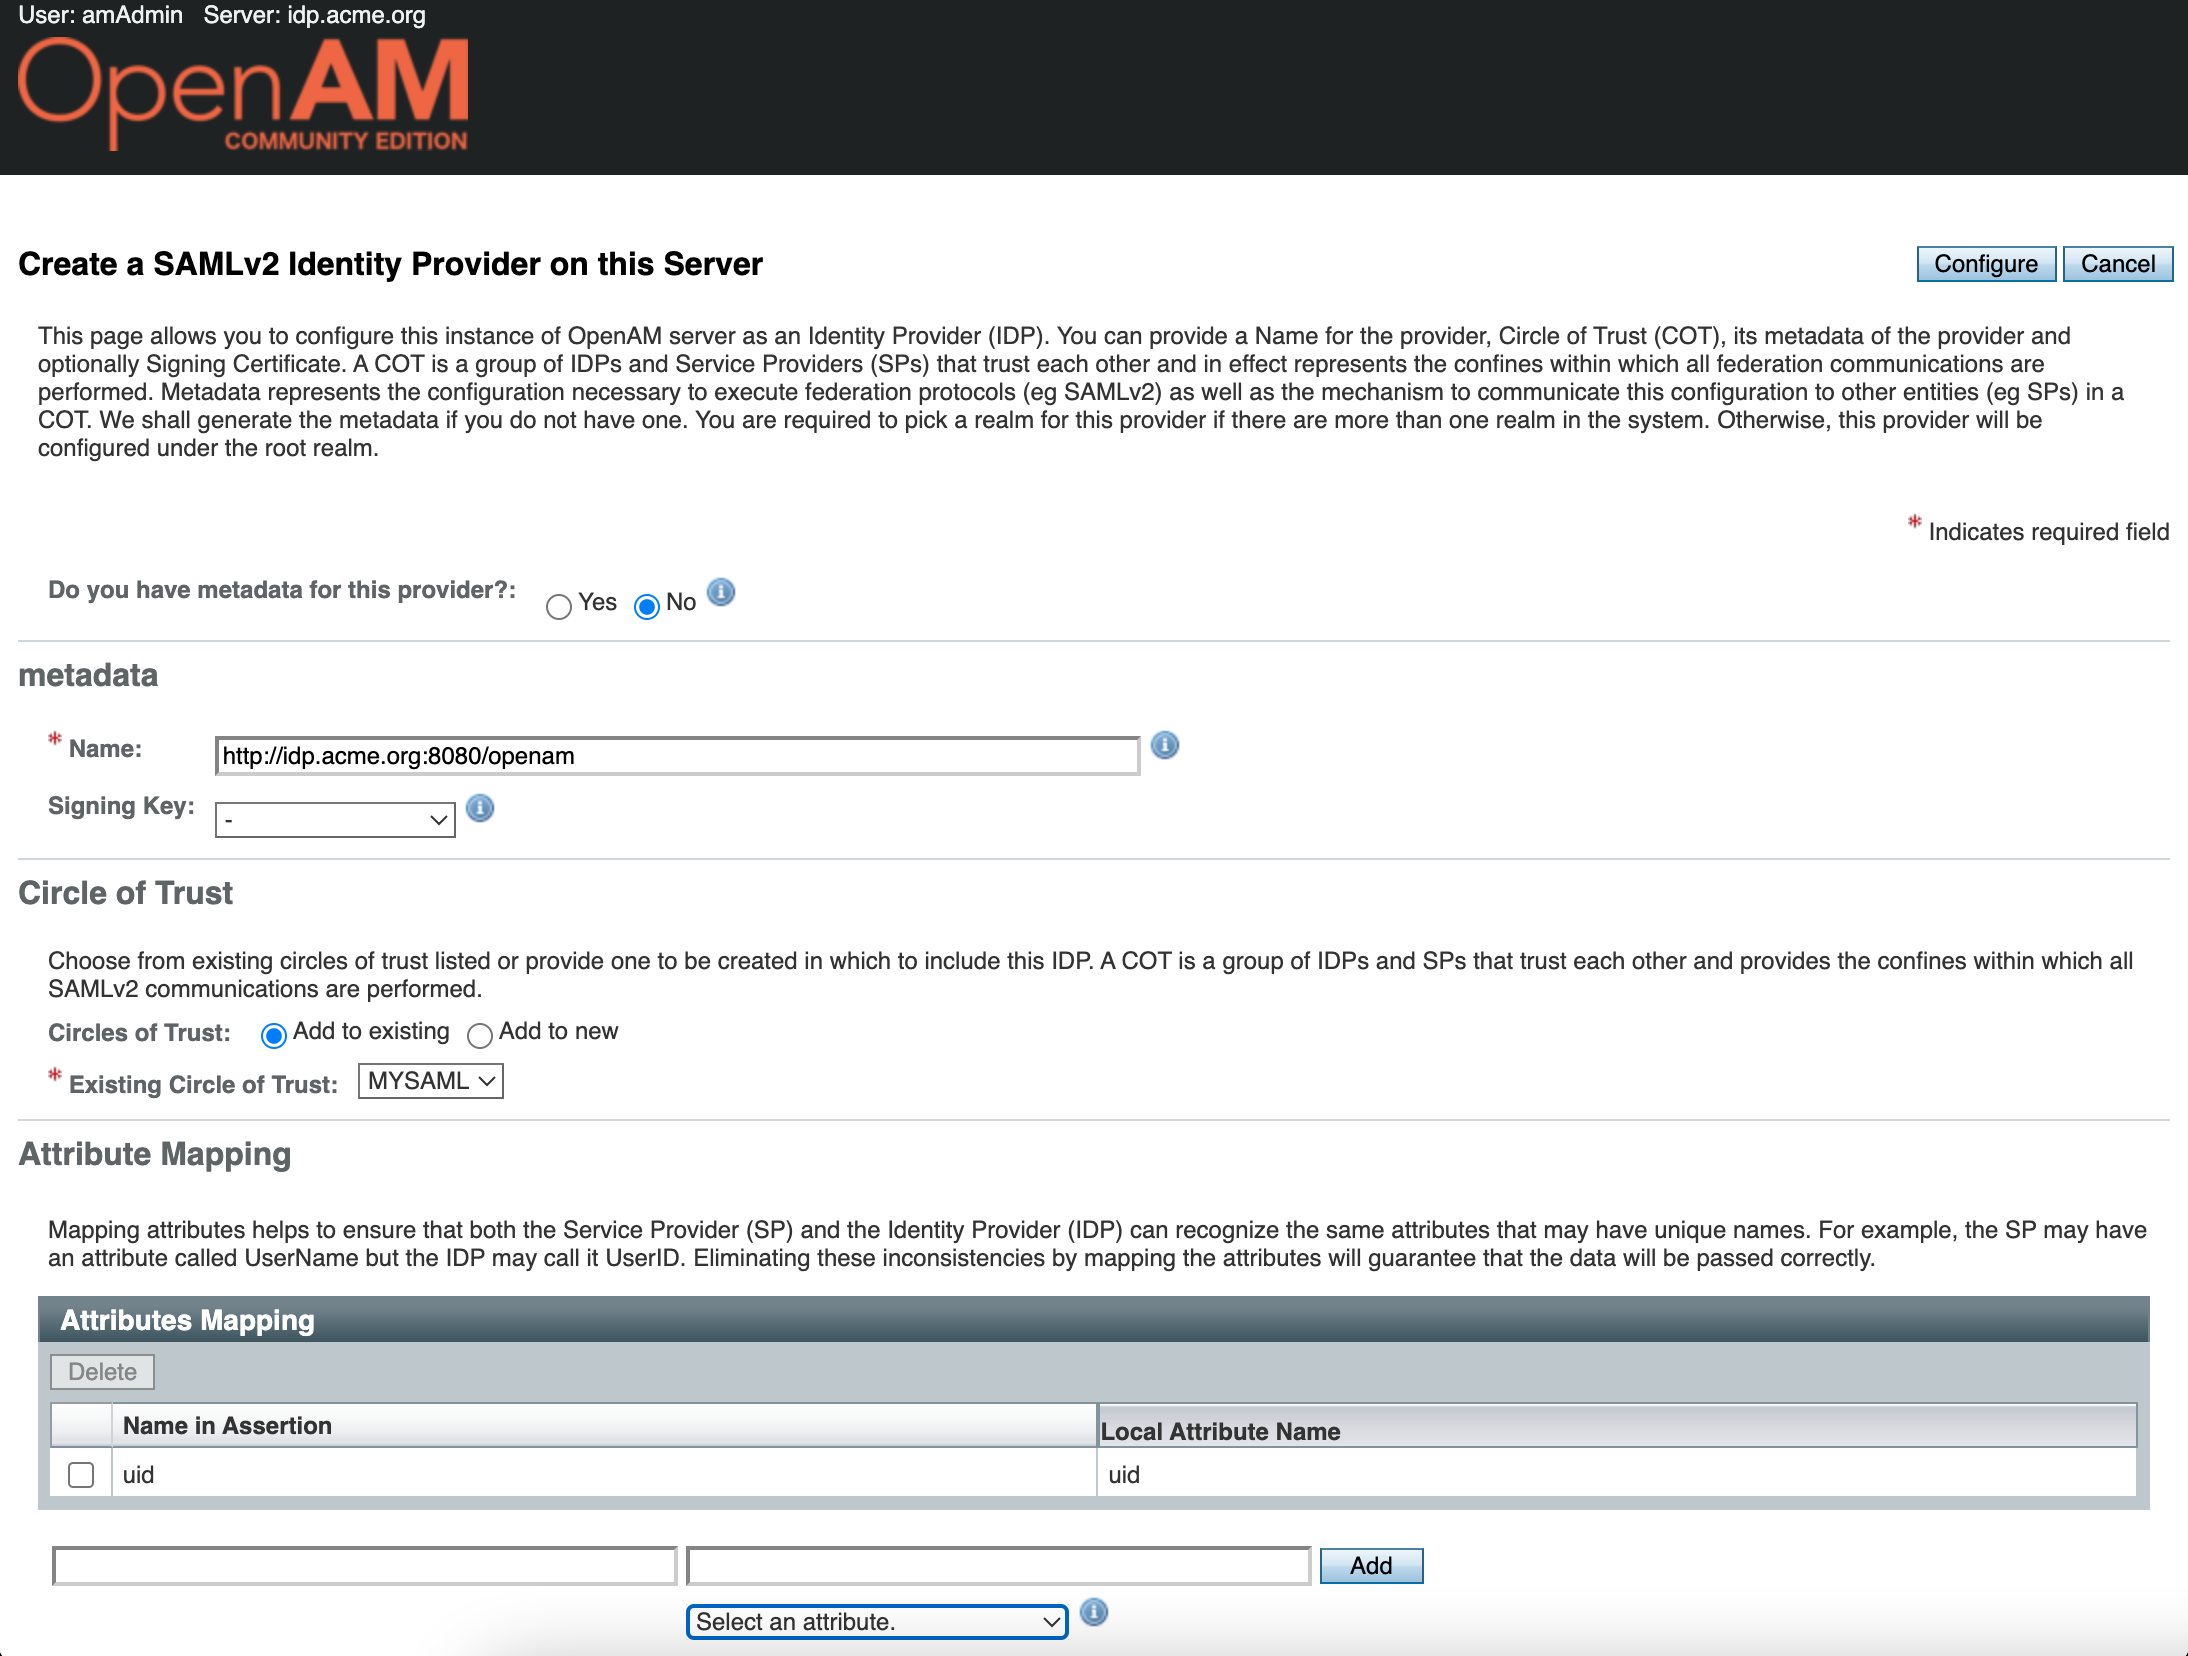 User: amAdmin   Server: idp.acme.org
OpenAM
COMMUNITY EDITION
Create a SAMLv2 Identity Provider on this Server
Configure
Cancel
This page allows you to configure this instance of OpenAM server as an Identity Provider (IDP). You can provide a Name for the provider, Circle of Trust (COT), its metadata of the provider and
optionally Signing Certificate. A COT is a group of IDPs and Service Providers (SPs) that trust each other and in effect represents the confines within which all federation communications are
performed. Metadata represents the configuration necessary to execute federation protocols (eg SAMLv2) as well as the mechanism to communicate this configuration to other entities (eg SPs) in a
COT. We shall generate the metadata if you do not have one. You are required to pick a realm for this provider if there are more than one realm in the system. Otherwise, this provider will be
configured under the root realm.
* Indicates required field
Do you have metadata for this provider?: Yes No
metadata
* Name: http://idp.acme.org:8080/openam
Signing Key: -
Circle of Trust
Choose from existing circles of trust listed or provide one to be created in which to include this IDP. A COT is a group of IDPs and SPs that trust each other and provides the confines within which all
SAMLv2 communications are performed.
Circles of Trust: Add to existing Add to new
* Existing Circle of Trust: MYSAML
Attribute Mapping
Mapping attributes helps to ensure that both the Service Provider (SP) and the Identity Provider (IDP) can recognize the same attributes that may have unique names. For example, the SP may have
an attribute called UserName but the IDP may call it UserID. Eliminating these inconsistencies by mapping the attributes will guarantee that the data will be passed correctly.
Attributes Mapping
Delete
Name in Assertion Local Attribute Name
uid uid
Add
Select an attribute.